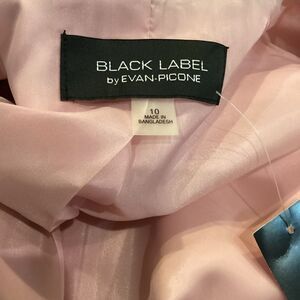 BLACK LABEL
by EVAN-PICONE
10
MADE IN
BANGLADESH